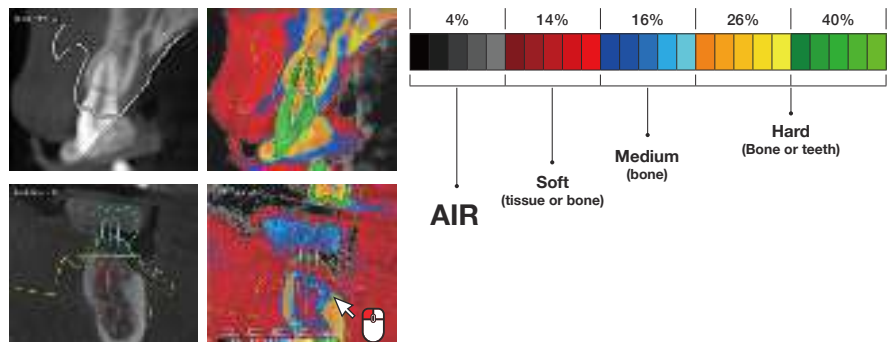 4% 14% 16% 26% 40%
Hard
(Bone or teeth)
Medium
(bone)
Soft
(tissue or bone)
AIR